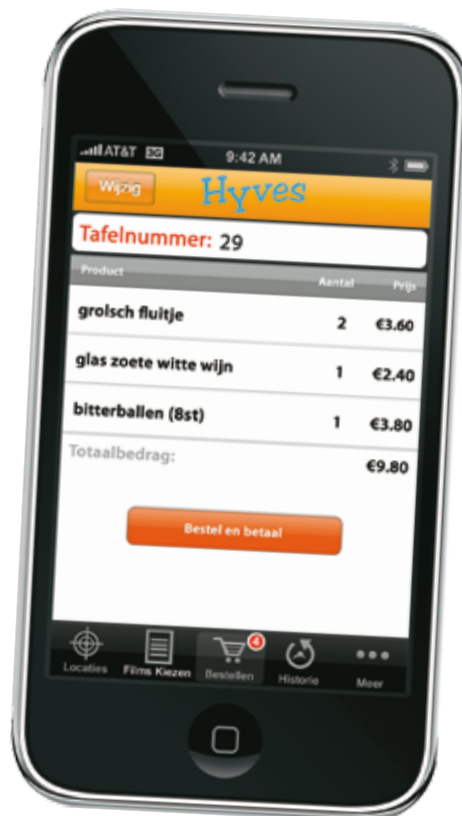 AT&T 3G 9:42 AM
Wijzig Hyves
Tafelnummer: 29
Product Aantal Prijs
grolsch fluitje 2 €3.60
glas zoete witte wijn 1 €2.40
bitterballen (8st) 1 €3.80
Totaalbedrag: €9.80
Bestel en betaal
4
Locaties Films Kiezen Bestellen Historie Meer